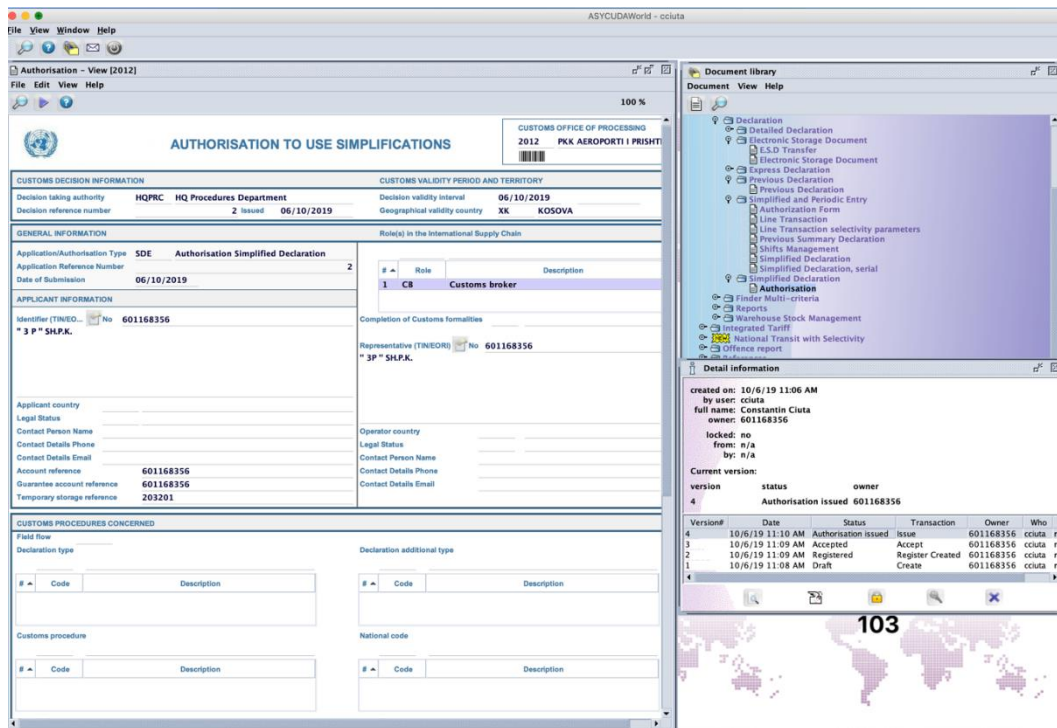 ASYCUDAWorld - cciuta
File View Window Help
Authorisation - View [2012]
File Edit View Help
100 %
AUTHORISATION TO USE SIMPLIFICATIONS
CUSTOMS OFFICE OF PROCESSING
2012 PKK AEROPORTI I PRISHTI
CUSTOMS DECISION INFORMATION
CUSTOMS VALIDITY PERIOD AND TERRITORY
Decision taking authority HQPRC HQ Procedures Department
Decision validity interval 06/10/2019
Decision reference number 2 Issued 06/10/2019
Geographical validity country XK KOSOVA
GENERAL INFORMATION
Role(s) in the International Supply Chain
Application/Authorisation Type SDE Authorisation Simplified Declaration
Application Reference Number 2
Date of Submission 06/10/2019
# Role Description
1 CB Customs broker
APPLICANT INFORMATION
Identifier (TIN/EO... No 601168356
" 3 P " SH.P.K.
Completion of Customs formalities
Representative (TIN/EORI) No 601168356
" 3P " SH.P.K.
Applicant country
Legal Status
Contact Person Name
Contact Details Phone
Contact Details Email
Account reference 601168356
Guarantee account reference 601168356
Temporary storage reference 203201
Operator country
Legal Status
Contact Person Name
Contact Details Phone
Contact Details Email
CUSTOMS PROCEDURES CONCERNED
Field flow
Declaration type
Declaration additional type
# Code Description
# Code Description
Customs procedure
National code
# Code Description
# Code Description
Document library
Document View Help
Declaration
Detailed Declaration
Electronic Storage Document
E.S.D Transfer
Electronic Storage Document
Express Declaration
Previous Declaration
Previous Declaration
Simplified and Periodic Entry
Authorization Form
Line Transaction
Line Transaction selectivity parameters
Previous Summary Declaration
Shifts Management
Simplified Declaration
Simplified Declaration, serial
Simplified Declaration
Authorisation
Finder Multi-criteria
Reports
Warehouse Stock Management
Integrated Tariff
NEW National Transit with Selectivity
Offence report
Detail information
created on: 10/6/19 11:06 AM
by user: cciuta
full name: Constantin Ciuta
owner: 601168356
locked: no
from: n/a
by: n/a
Current version:
version status owner
4 Authorisation issued 601168356
Version# Date Status Transaction Owner Who
4 10/6/19 11:10 AM Authorisation issued Issue 601168356 cciuta
3 10/6/19 11:09 AM Accepted Accept 601168356 cciuta
2 10/6/19 11:09 AM Registered Register Created 601168356 cciuta
1 10/6/19 11:08 AM Draft Create 601168356 cciuta
103